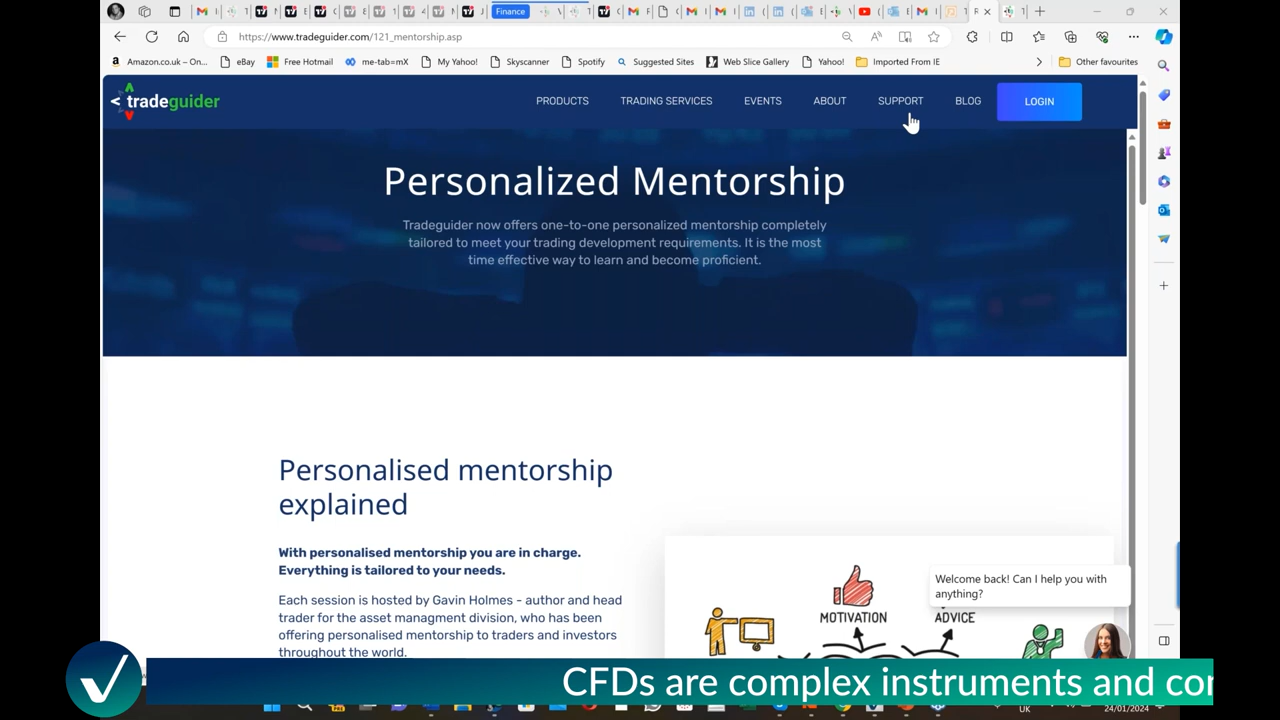 Finance
https://www.tradeguider.com/121_mentorship.asp
Amazon.co.uk – On...
eBay
Free Hotmail
me-tab=mX
My Yahoo!
Skyscanner
Spotify
Suggested Sites
Web Slice Gallery
Yahoo!
Imported From IE
Other favourites
tradeguider
PRODUCTS
TRADING SERVICES
EVENTS
ABOUT
SUPPORT
BLOG
LOGIN
Personalized Mentorship
Tradeguider now offers one-to-one personalized mentorship completely
tailored to meet your trading development requirements. It is the most
time effective way to learn and become proficient.
Personalised mentorship
explained
With personalised mentorship you are in charge.
Everything is tailored to your needs.
Each session is hosted by Gavin Holmes - author and head
trader for the asset managment division, who has been
offering personalised mentorship to traders and investors
throughout the world.
MOTIVATION
ADVICE
Welcome back! Can I help you with
anything?
CFDs are complex instruments and
UK
24/01/2024